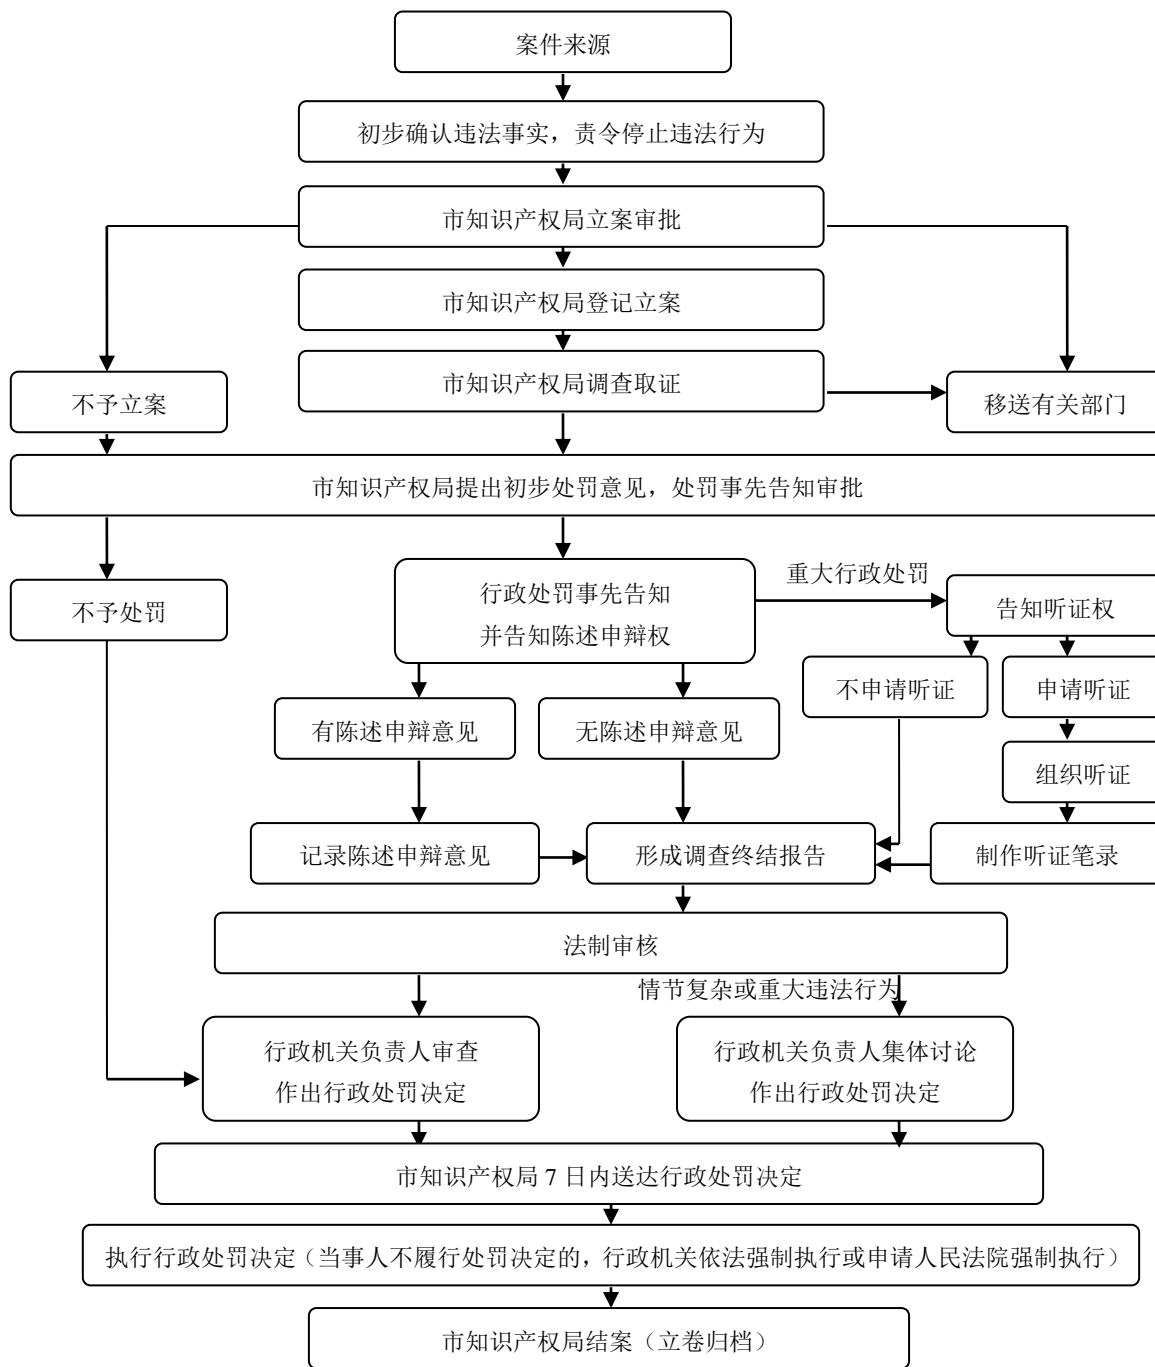 案件来源
初步确认违法事实，责令停止违法行为
市知识产权局立案审批
市知识产权局登记立案
市知识产权局调查取证
不予立案
移送有关部门
市知识产权局提出初步处罚意见，处罚事先告知审批
重大行政处罚
行政处罚事先告知
并告知陈述申辩权
不予处罚
告知听证权
不申请听证
申请听证
有陈述申辩意见
无陈述申辩意见
组织听证
记录陈述申辩意见
形成调查终结报告
制作听证笔录
法制审核
情节复杂或重大违法行为
行政机关负责人审查
作出行政处罚决定
行政机关负责人集体讨论
作出行政处罚决定
市知识产权局 7 日内送达行政处罚决定
执行行政处罚决定（当事人不履行处罚决定的，行政机关依法强制执行或申请人民法院强制执行）
市知识产权局结案（立卷归档）